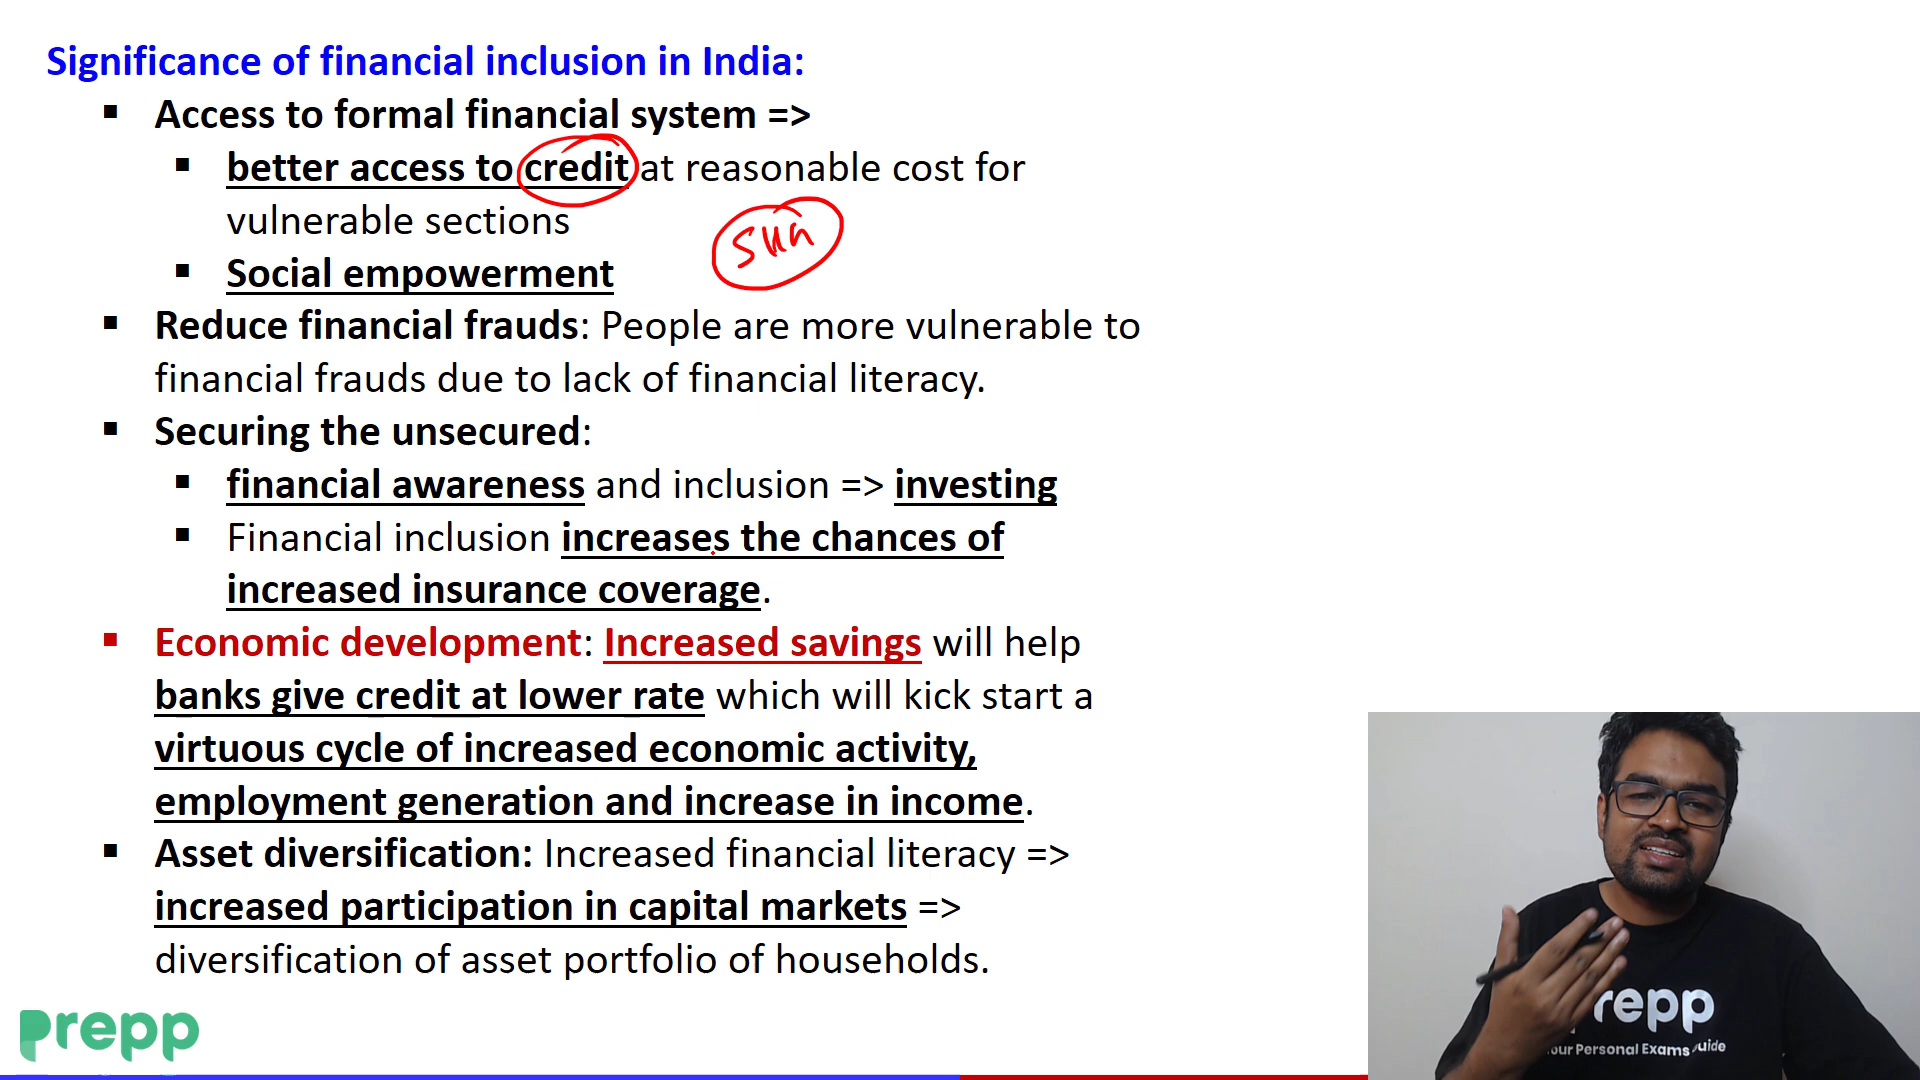 Significance of financial inclusion in India:
▪ Access to formal financial system =>
▪ better access to credit at reasonable cost for
vulnerable sections
▪ Social empowerment
▪ Reduce financial frauds: People are more vulnerable to
financial frauds due to lack of financial literacy.
▪ Securing the unsecured:
▪ financial awareness and inclusion => investing
▪ Financial inclusion increases the chances of
increased insurance coverage.
▪ Economic development: Increased savings will help
banks give credit at lower rate which will kick start a
virtuous cycle of increased economic activity,
employment generation and increase in income.
▪ Asset diversification: Increased financial literacy =>
increased participation in capital markets =>
diversification of asset portfolio of households.
Prepp
repp
our Personal Exams uide